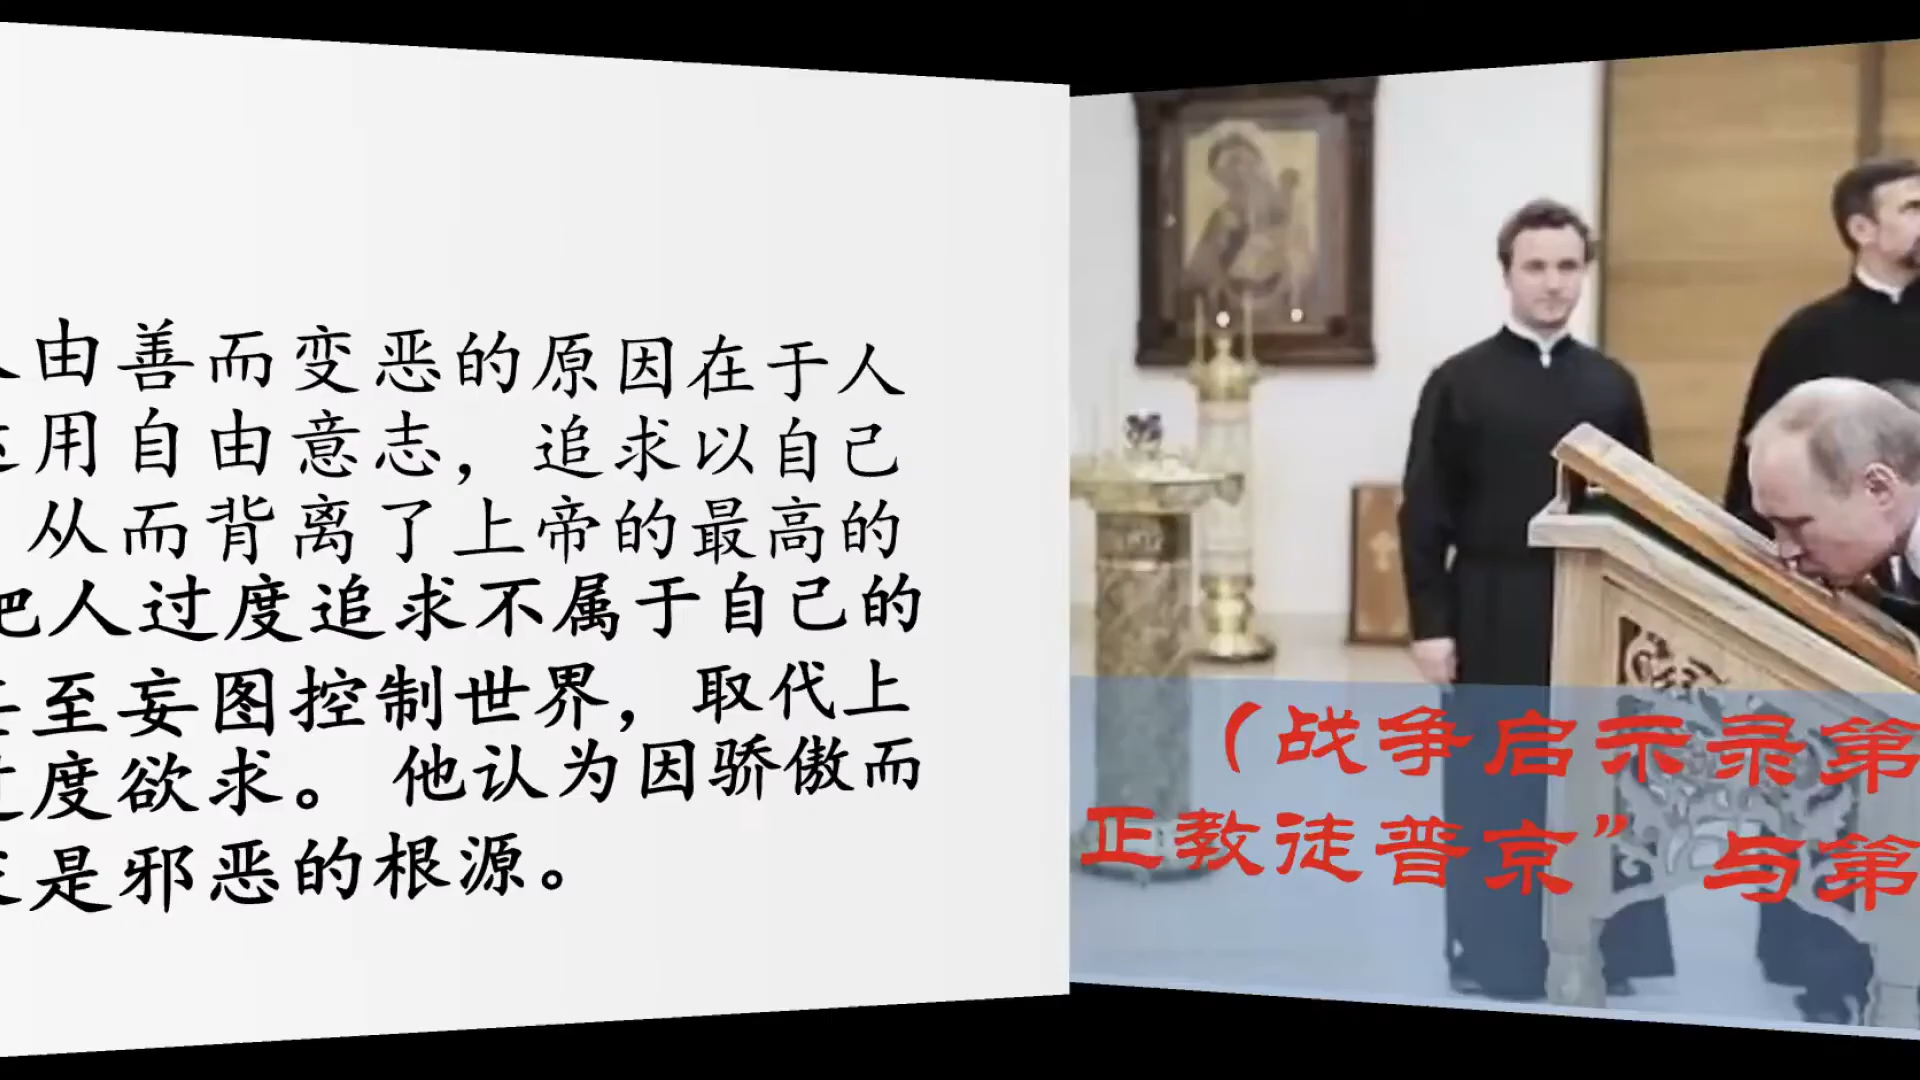 由善而变恶的原因在于人
用自由意志，追求以自己
从而背离了上帝的最高的
把人过度追求不属于自己的
甚至妄图控制世界，取代上
过度欲求。他认为因骄傲而
是邪恶的根源。
（战争启示录第
正教徒普京”与第